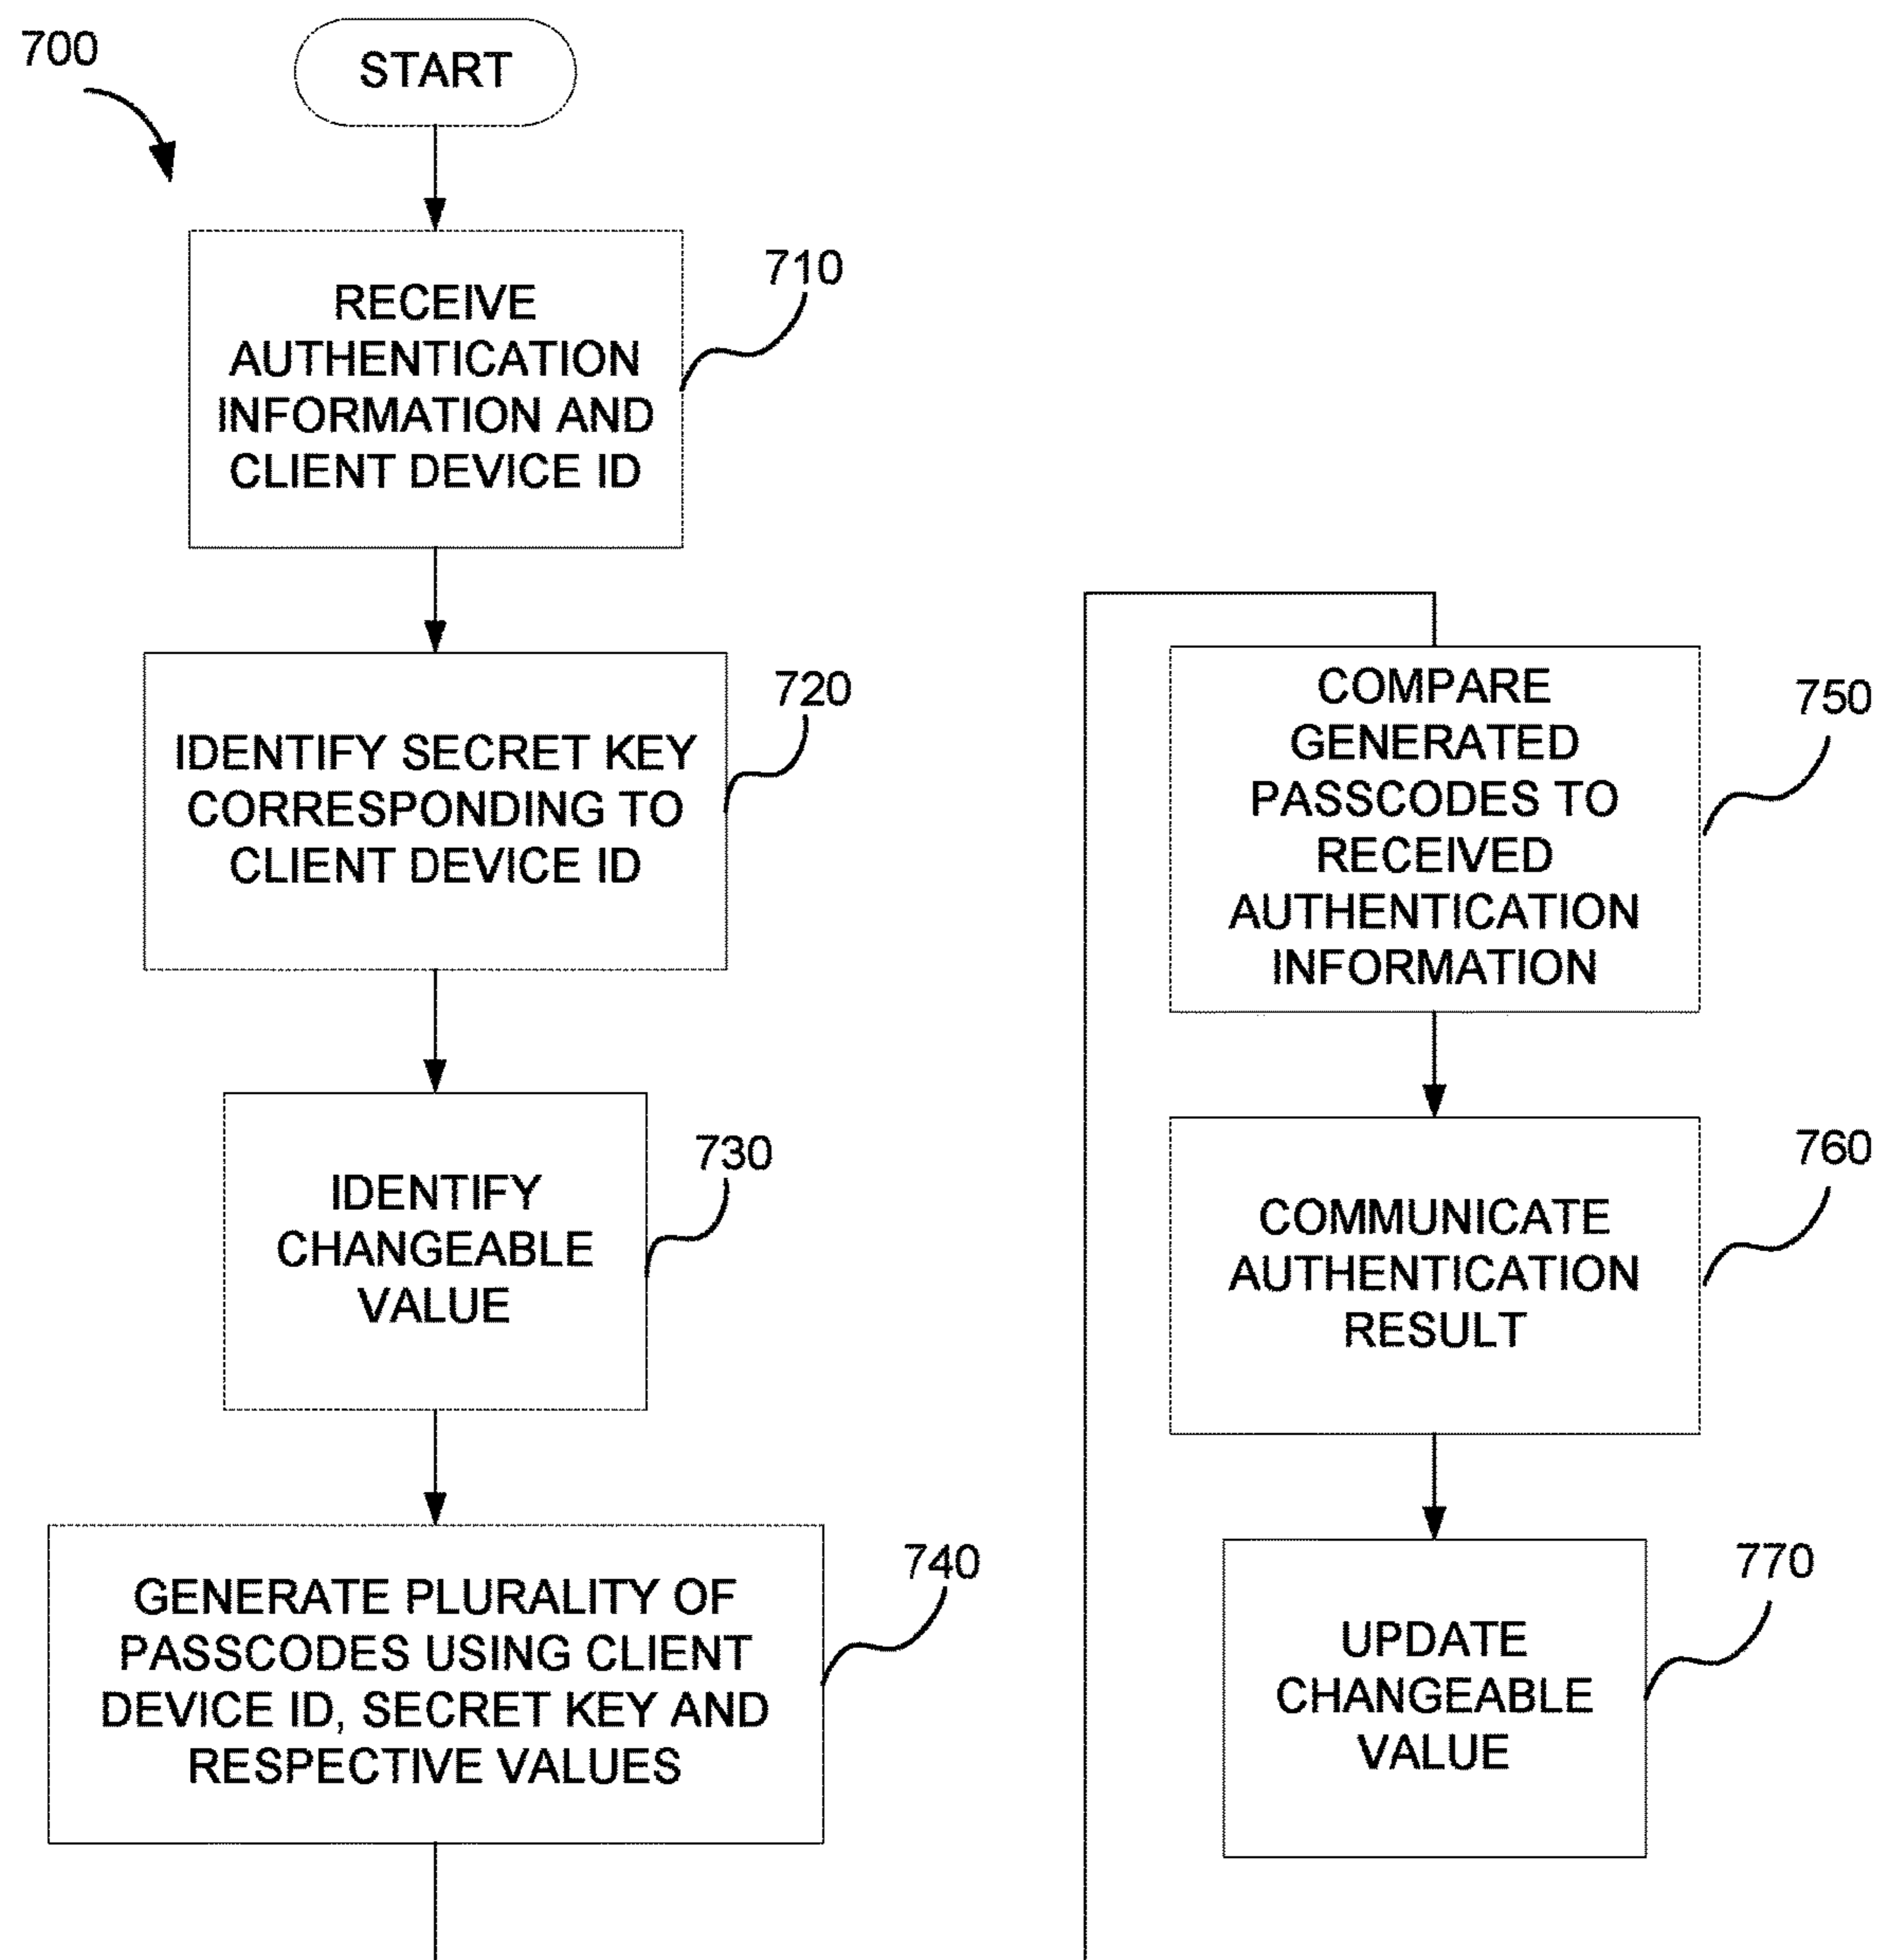 700
START
710
RECEIVE
AUTHENTICATION
INFORMATION AND
CLIENT DEVICE ID
720
IDENTIFY SECRET KEY
CORRESPONDING TO
CLIENT DEVICE ID
730
IDENTIFY
CHANGEABLE
VALUE
740
GENERATE PLURALITY OF
PASSCODES USING CLIENT
DEVICE ID, SECRET KEY AND
RESPECTIVE VALUES
750
COMPARE
GENERATED
PASSCODES TO
RECEIVED
AUTHENTICATION
INFORMATION
760
COMMUNICATE
AUTHENTICATION
RESULT
770
UPDATE
CHANGEABLE
VALUE